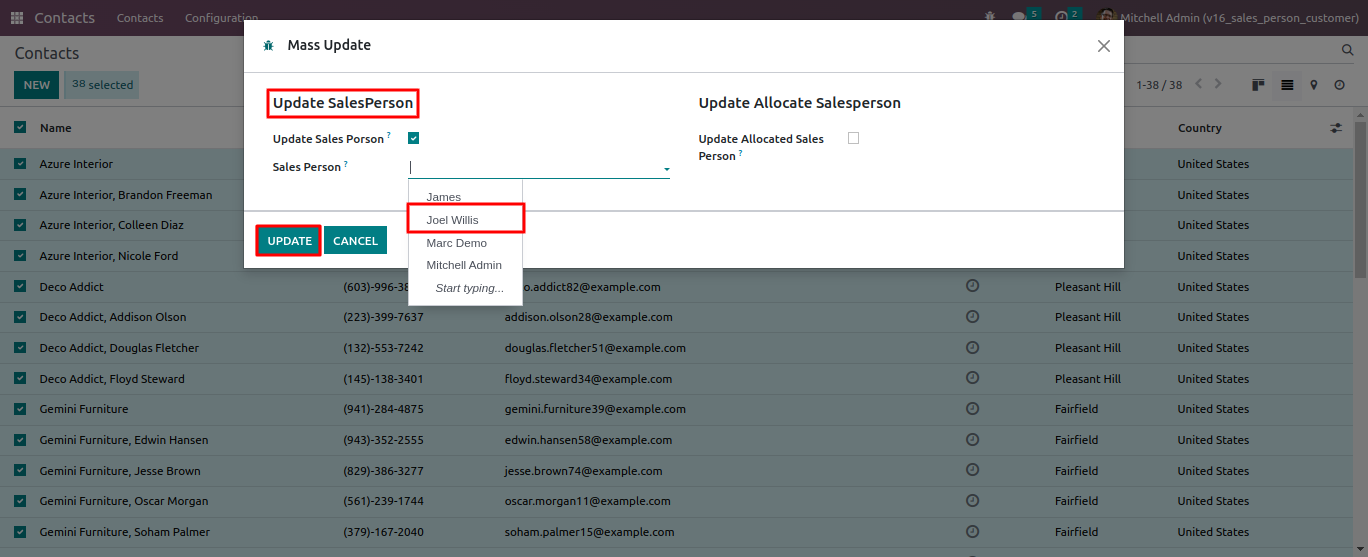 Contacts Contacts Configuration 5 2 Mitchell Admin (v16_sales_person_customer)
Mass Update
Contacts
NEW 38 selected 1-38 / 38
Update SalesPerson Update Allocate Salesperson
Name Country
Update Sales Porson ? Update Allocated Sales
Person ?
Sales Person ?
James
Joel Willis
Marc Demo
Mitchell Admin
Start typing...
UPDATE CANCEL
Azure Interior United States
Azure Interior, Brandon Freeman United States
Azure Interior, Colleen Diaz United States
Azure Interior, Nicole Ford United States
Deco Addict (603)-996-38 o.addict82@example.com Pleasant Hill United States
Deco Addict, Addison Olson (223)-399-7637 addison.olson28@example.com Pleasant Hill United States
Deco Addict, Douglas Fletcher (132)-553-7242 douglas.fletcher51@example.com Pleasant Hill United States
Deco Addict, Floyd Steward (145)-138-3401 floyd.steward34@example.com Pleasant Hill United States
Gemini Furniture (941)-284-4875 gemini.furniture39@example.com Fairfield United States
Gemini Furniture, Edwin Hansen (943)-352-2555 edwin.hansen58@example.com Fairfield United States
Gemini Furniture, Jesse Brown (829)-386-3277 jesse.brown74@example.com Fairfield United States
Gemini Furniture, Oscar Morgan (561)-239-1744 oscar.morgan11@example.com Fairfield United States
Gemini Furniture, Soham Palmer (379)-167-2040 soham.palmer15@example.com Fairfield United States